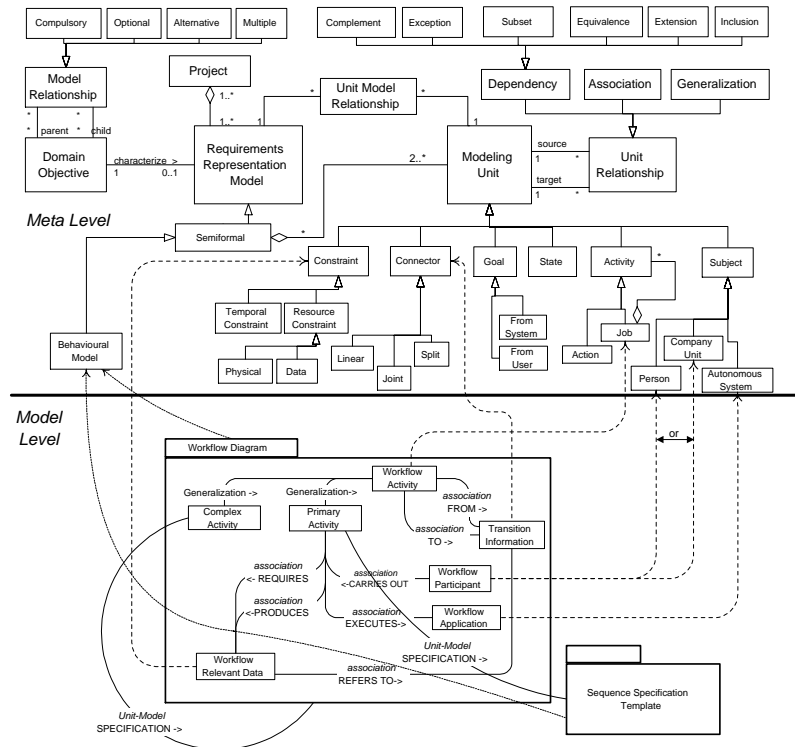 Compulsory
Optional
Alternative
Multiple
Complement
Exception
Subset
Equivalence
Extension
Inclusion
Model
Relationship
Project
Unit Model
Relationship
Dependency
Association
Generalization
1..*
*
*
*
*
parent
child
1..*
1
*
*
1
Domain
Objective
characterize >
1
0..1
Requirements
Representation
Model
2..*
Modeling
Unit
source
1
*
target
1
*
Unit
Relationship
Meta Level
Semiformal
*
Constraint
Connector
Goal
State
Activity
*
Subject
Temporal
Constraint
Resource
Constraint
Physical
Data
Linear
Joint
Split
From
System
From
User
Action
Job
Person
Company
Unit
Autonomous
System
Behavioural
Model
Model
Level
or
Workflow Diagram
Workflow
Activity
Generalization ->
Generalization->
association
FROM ->
Complex
Activity
Primary
Activity
association
TO ->
Transition
Information
association
<- REQUIRES
association
<-CARRIES OUT
Workflow
Participant
association
<-PRODUCES
association
EXECUTES->
Workflow
Application
Unit-Model
SPECIFICATION ->
Workflow
Relevant Data
association
REFERS TO->
Sequence Specification
Template
Unit-Model
SPECIFICATION ->